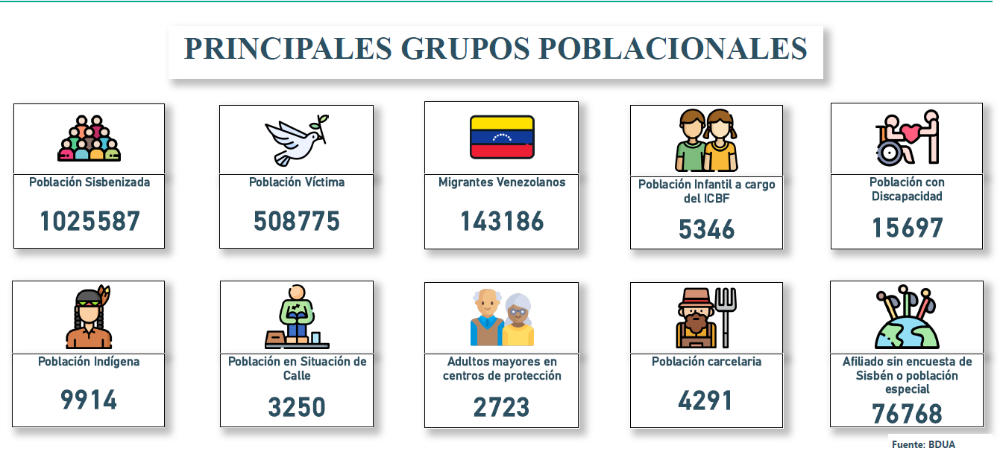 PRINCIPALES GRUPOS POBLACIONALES
Población Sisbenizada
1025587
Población Víctima
508775
Migrantes Venezolanos
143186
Población Infantil a cargo
del ICBF
5346
Población con
Discapacidad
15697
Población Indígena
9914
Población en Situación de
Calle
3250
Adultos mayores en
centros de protección
2723
Población carcelaria
4291
Afiliado sin encuesta de
Sisbén o población
especial
76768
Fuente: BDUA